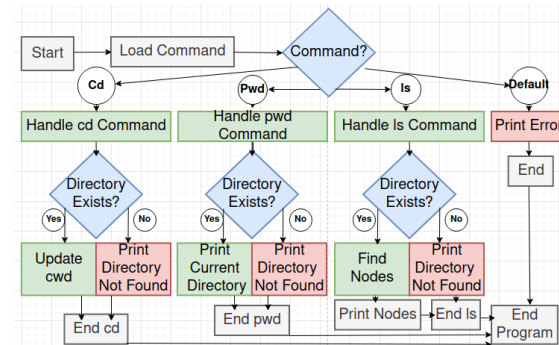 Start
Load Command
Command?
Cd
Pwd
ls
Default
Handle cd Command
Handle pwd
Command
Handle ls Command
Print Error
Directory
Exists?
Directory
Exists?
Directory
Exists?
End
Yes
No
Yes
No
Yes
No
Update
cwd
Print
Directory
Not Found
Print
Current
Directory
Print
Directory
Not Found
Find
Nodes
Print
Directory
Not Found
End cd
End pwd
Print Nodes
End ls
End
Program